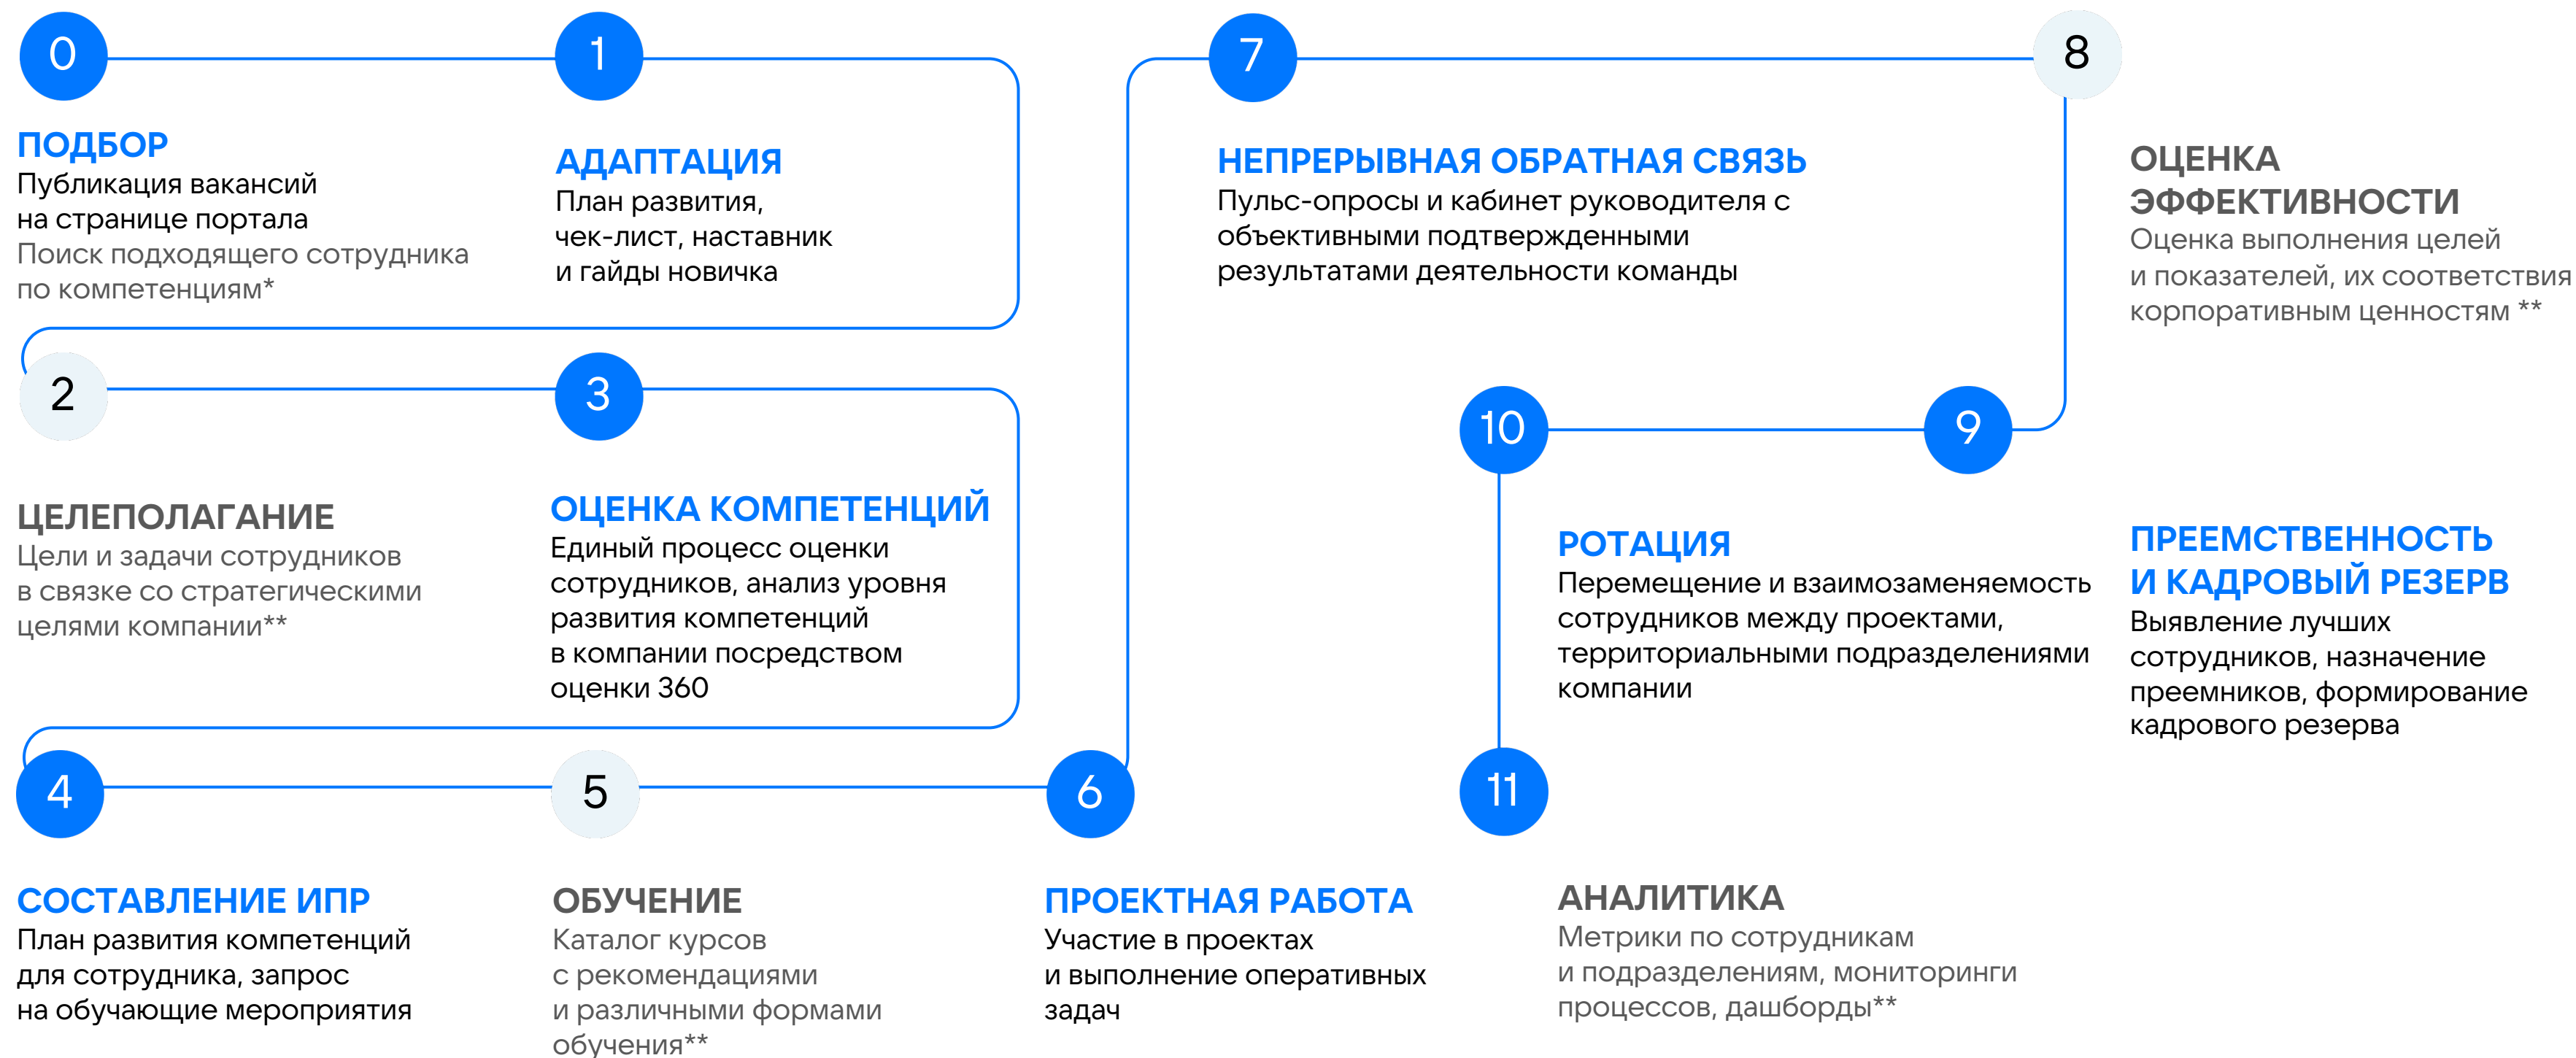 0
ПОДБОР
Публикация вакансий
на странице портала
Поиск подходящего сотрудника
по компетенциям*
1
АДАПТАЦИЯ
План развития,
чек-лист, наставник
и гайды новичка
2
ЦЕЛЕПОЛАГАНИЕ
Цели и задачи сотрудников
в связке со стратегическими
целями компании**
3
ОЦЕНКА КОМПЕТЕНЦИЙ
Единый процесс оценки
сотрудников, анализ уровня
развития компетенций
в компании посредством
оценки 360
4
СОСТАВЛЕНИЕ ИПР
План развития компетенций
для сотрудника, запрос
на обучающие мероприятия
5
ОБУЧЕНИЕ
Каталог курсов
с рекомендациями
и различными формами
обучения**
6
ПРОЕКТНАЯ РАБОТА
Участие в проектах
и выполнение оперативных
задач
7
НЕПРЕРЫВНАЯ ОБРАТНАЯ СВЯЗЬ
Пульс-опросы и кабинет руководителя с
объективными подтвержденными
результатами деятельности команды
8
ОЦЕНКА
ЭФФЕКТИВНОСТИ
Оценка выполнения целей
и показателей, их соответствия
корпоративным ценностям **
9
ПРЕЕМСТВЕННОСТЬ
И КАДРОВЫЙ РЕЗЕРВ
Выявление лучших
сотрудников, назначение
преемников, формирование
кадрового резерва
10
РОТАЦИЯ
Перемещение и взаимозаменяемость
сотрудников между проектами,
территориальными подразделениями
компании
11
АНАЛИТИКА
Метрики по сотрудникам
и подразделениям, мониторинги
процессов, дашборды**